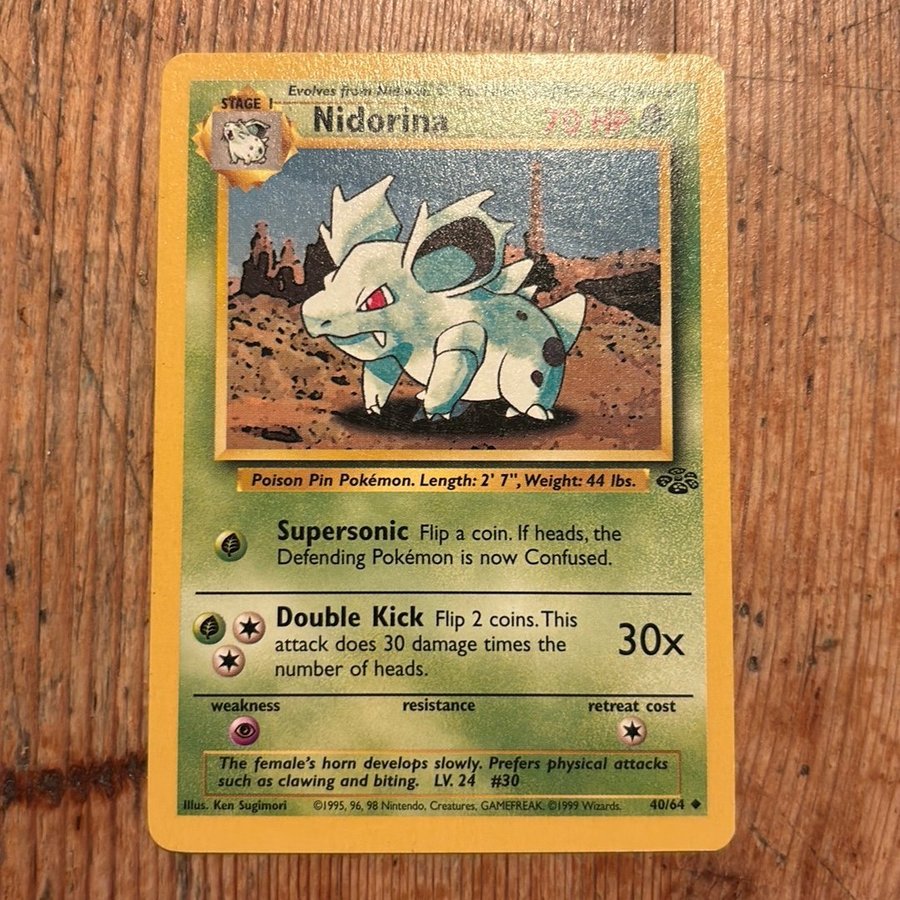 Evolves from
STAGE 1
Nidorina 70 HP
Poison Pin Pokémon. Length: 2' 7", Weight: 44 lbs.
Supersonic Flip a coin. If heads, the
Defending Pokémon is now Confused.
Double Kick Flip 2 coins. This
attack does 30 damage times the
number of heads.
30x
weakness resistance retreat cost
The female's horn develops slowly. Prefers physical attacks
such as clawing and biting. LV. 24 #30
Illus. Ken Sugimori ©1995, 96, 98 Nintendo, Creatures, GAMEFREAK. ©1999 Wizards. 40/64